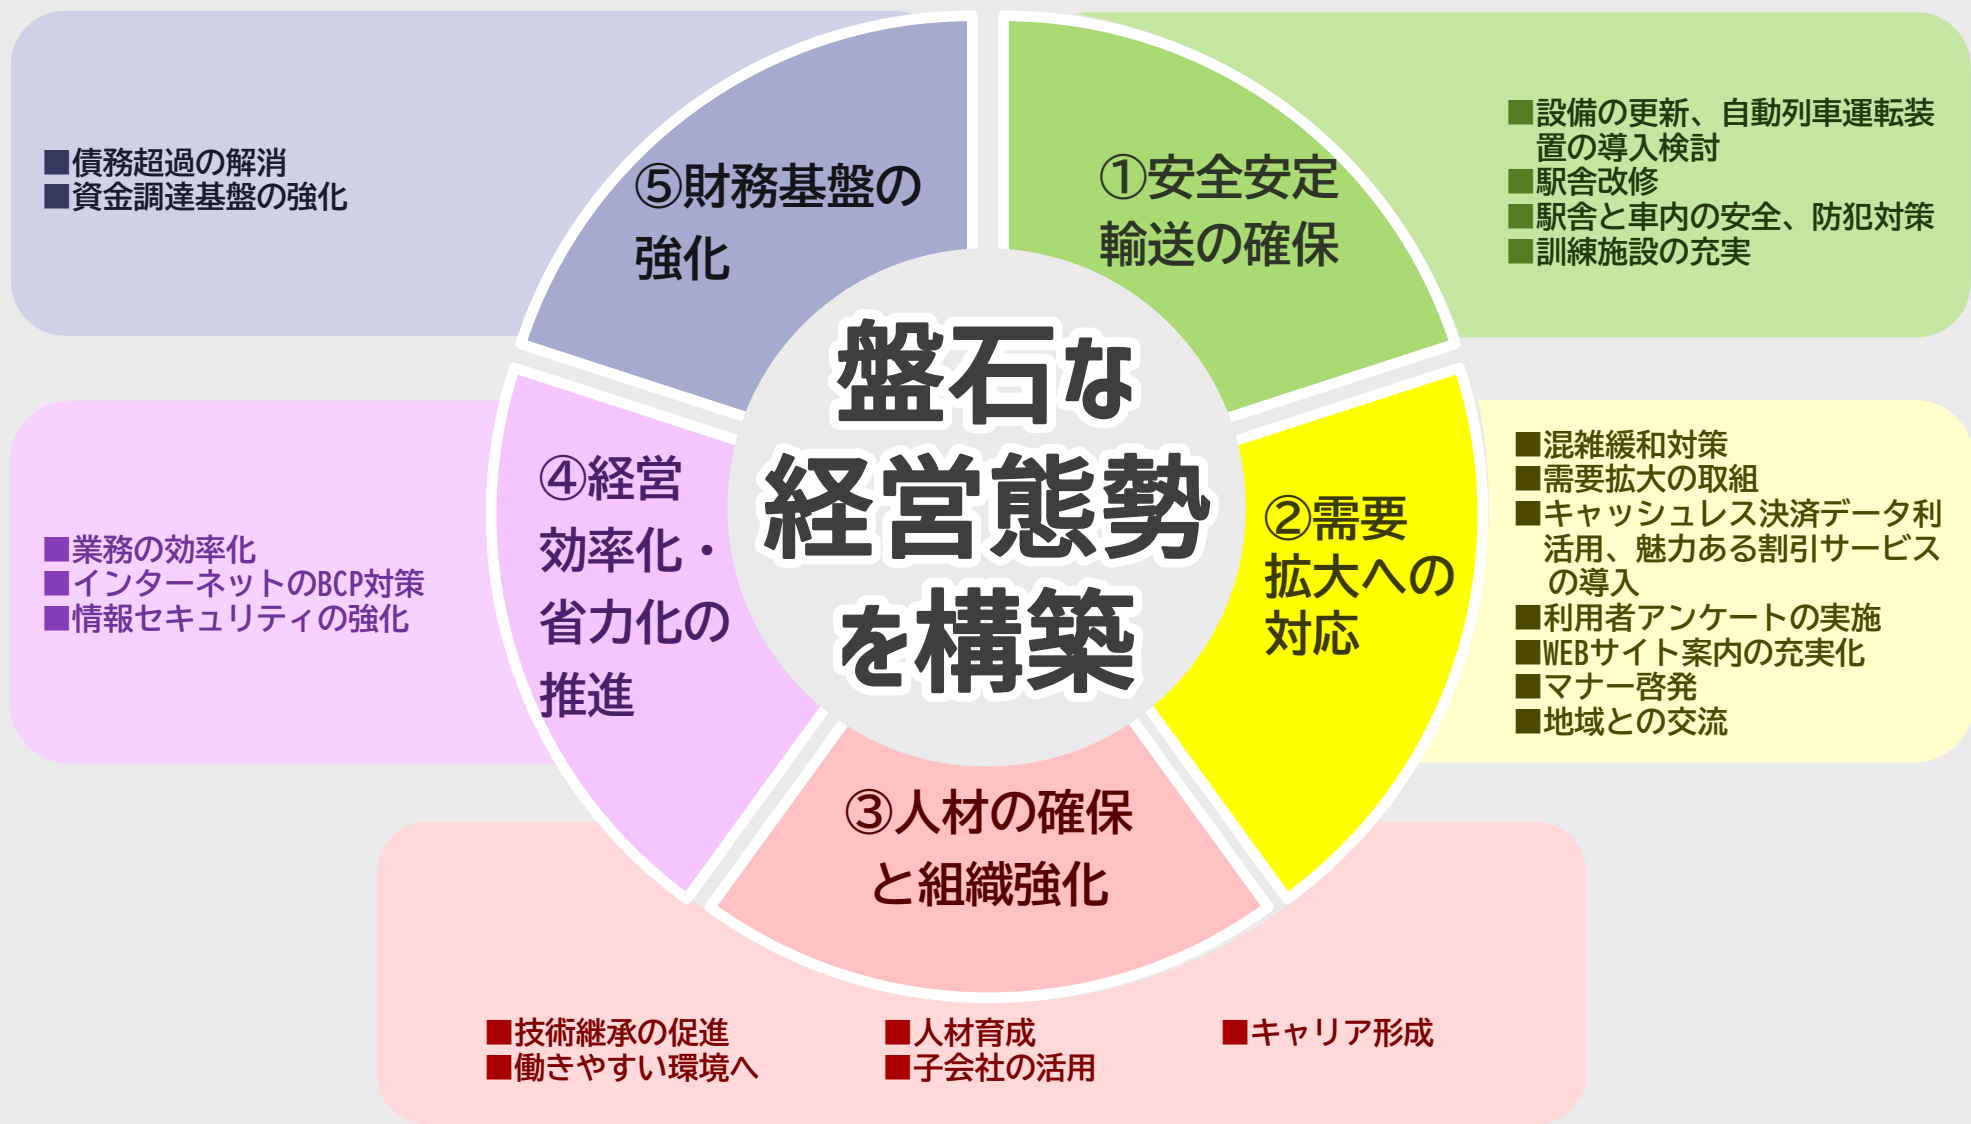 盤石な
経営態勢
を構築
①安全安定
輸送の確保
■設備の更新、自動列車運転装
置の導入検討
■駅舎改修
■駅舎と車内の安全、防犯対策
■訓練施設の充実
②需要
拡大への
対応
■混雑緩和対策
■需要拡大の取組
■キャッシュレス決済データ利
活用、魅力ある割引サービス
の導入
■利用者アンケートの実施
■WEBサイト案内の充実化
■マナー啓発
■地域との交流
③人材の確保
と組織強化
■技術継承の促進
■働きやすい環境へ
■人材育成
■子会社の活用
■キャリア形成
④経営
効率化・
省力化の
推進
■業務の効率化
■インターネットのBCP対策
■情報セキュリティの強化
⑤財務基盤の
強化
■債務超過の解消
■資金調達基盤の強化